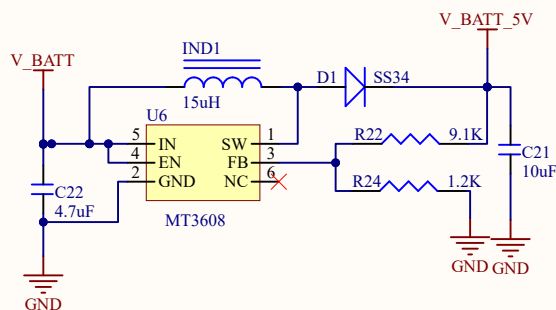 V_BATT_5V
IND1
V_BATT
D1 SS34
15uH
U6
R22 9.1K
5 IN SW 1
4 EN FB 3
2 GND NC 6
C21
10uF
R24 1.2K
C22
4.7uF
MT3608
GND GND
GND